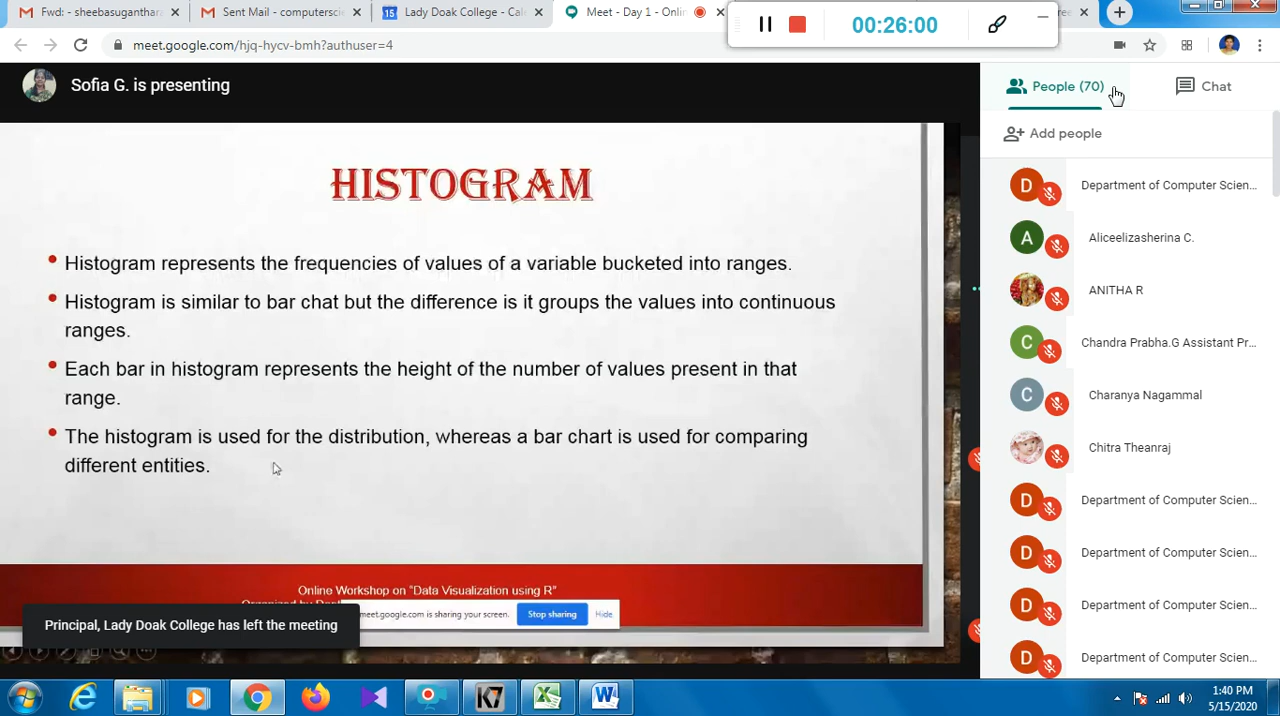 Fwd: - sheebasuganthara
Sent Mail - computerscie
15
Lady Doak College - Cale
Meet - Day 1 - Onlin
00:26:00
meet.google.com/hjq-hycv-bmh?authuser=4
Sofia G. is presenting
People (70)
Chat
Add people
HISTOGRAM
• Histogram represents the frequencies of values of a variable bucketed into ranges.
• Histogram is similar to bar chat but the difference is it groups the values into continuous
ranges.
• Each bar in histogram represents the height of the number of values present in that
range.
• The histogram is used for the distribution, whereas a bar chart is used for comparing
different entities.
Online Workshop on "Data Visualization using R"
meet.google.com is sharing your screen.
Stop sharing
Hide
Principal, Lady Doak College has left the meeting
D
Department of Computer Scien...
A
Aliceelizasherina C.
ANITHA R
C
Chandra Prabha.G Assistant Pr...
C
Charanya Nagammal
Chitra Theanraj
D
Department of Computer Scien...
D
Department of Computer Scien...
D
Department of Computer Scien...
D
Department of Computer Scien...
K7
W
1:40 PM
5/15/2020